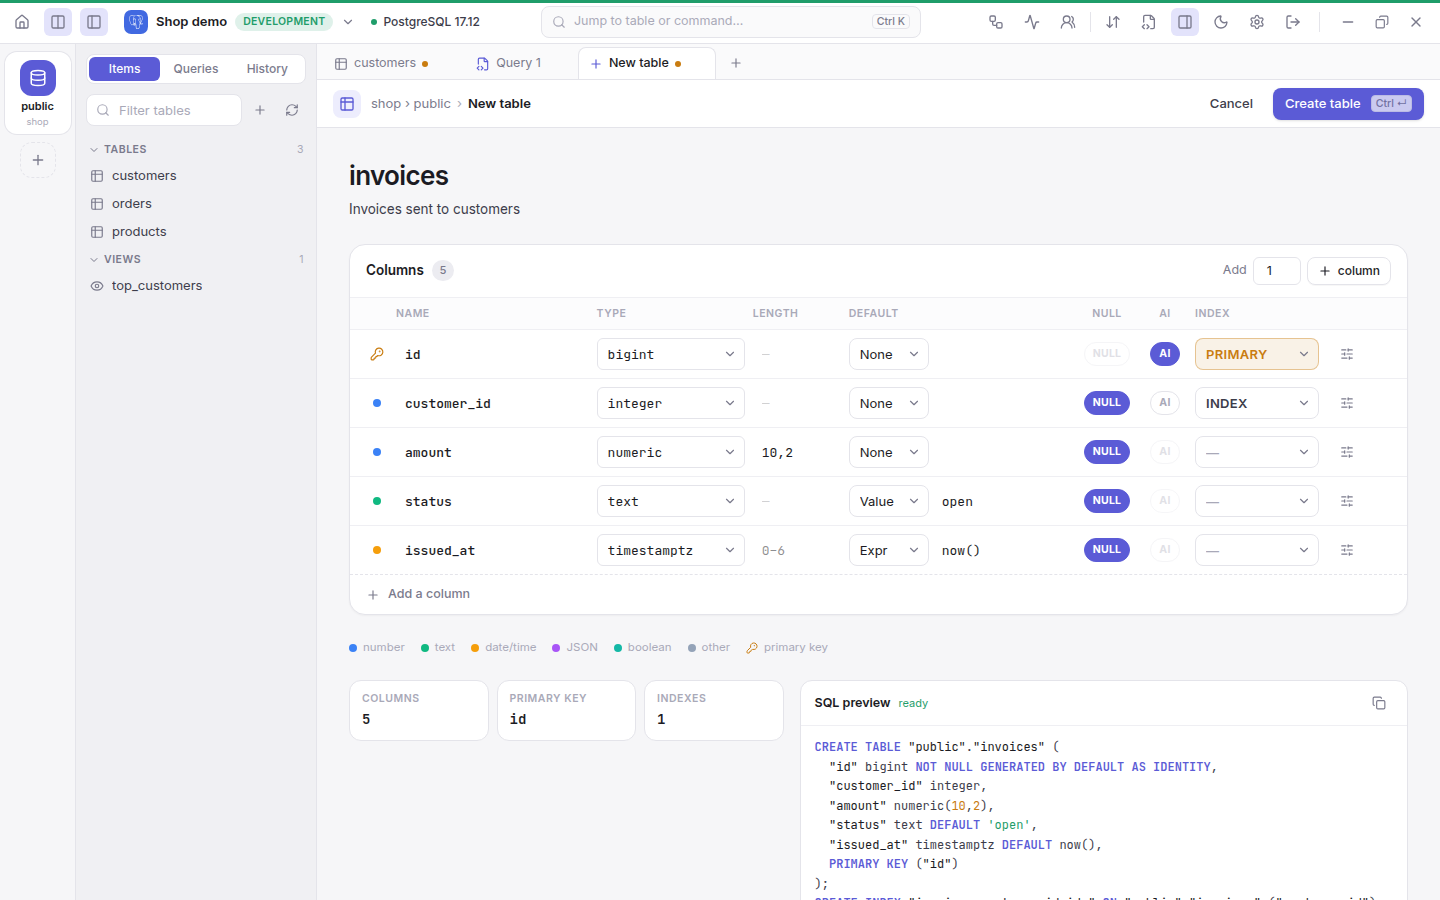 Shop demo DEVELOPMENT PostgreSQL 17.12 Jump to table or command... Ctrl K
public
shop
Items Queries History
Filter tables
TABLES 3
customers
orders
products
VIEWS 1
top_customers
customers Query 1 New table
shop › public › New table Cancel Create table Ctrl ↵
invoices
Invoices sent to customers
Columns 5 Add 1 column
NAME TYPE LENGTH DEFAULT NULL AI INDEX
id bigint – None NULL AI PRIMARY
customer_id integer – None NULL AI INDEX
amount numeric 10,2 None NULL AI —
status text – Value open NULL AI —
issued_at timestamptz 0–6 Expr now() NULL AI —
Add a column
number text date/time JSON boolean other primary key
COLUMNS
5
PRIMARY KEY
id
INDEXES
1
SQL preview ready
CREATE TABLE "public"."invoices" (
"id" bigint NOT NULL GENERATED BY DEFAULT AS IDENTITY,
"customer_id" integer,
"amount" numeric(10,2),
"status" text DEFAULT 'open',
"issued_at" timestamptz DEFAULT now(),
PRIMARY KEY ("id")
);